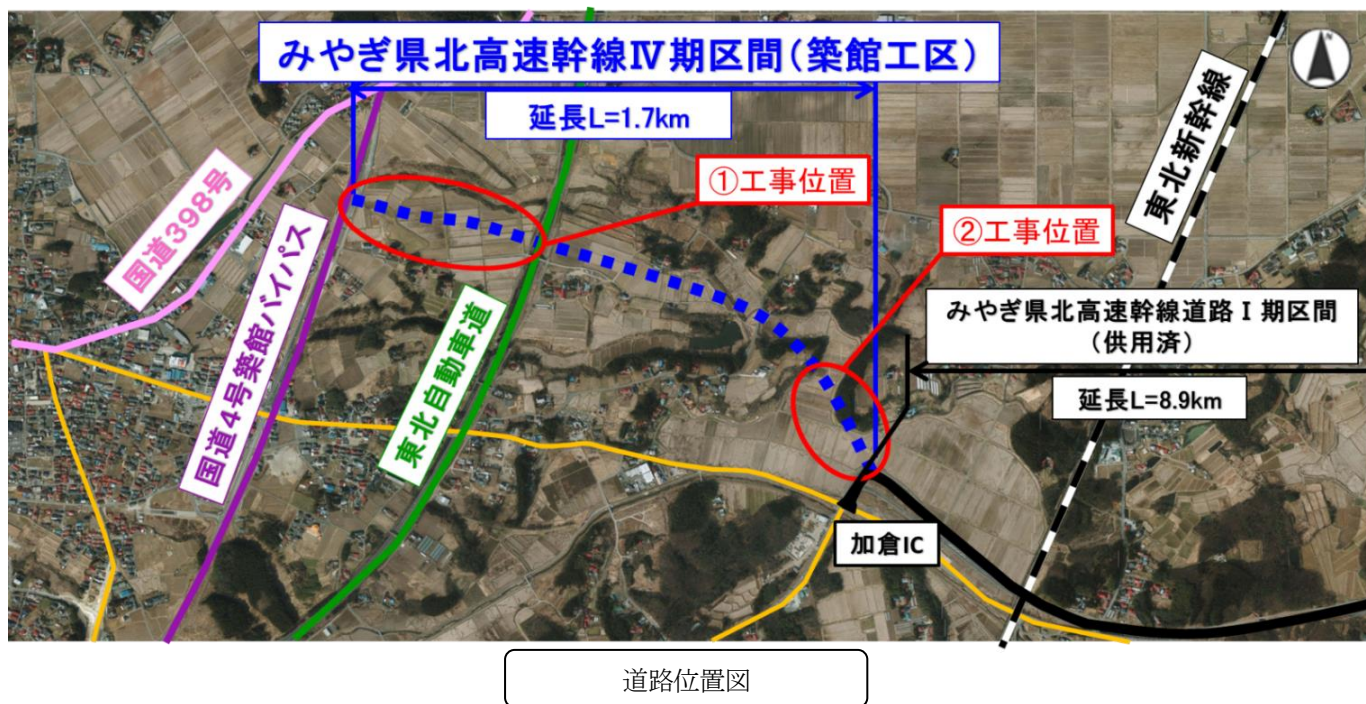 みやぎ県北高速幹線Ⅳ期区間(築館工区)
延長L=1.7km
N
国道398号
①工事位置
東北新幹線
②工事位置
国道4号築館バイパス
東北自動車道
みやぎ県北高速幹線道路Ⅰ期区間
(供用済)
延長L=8.9km
加倉IC
道路位置図